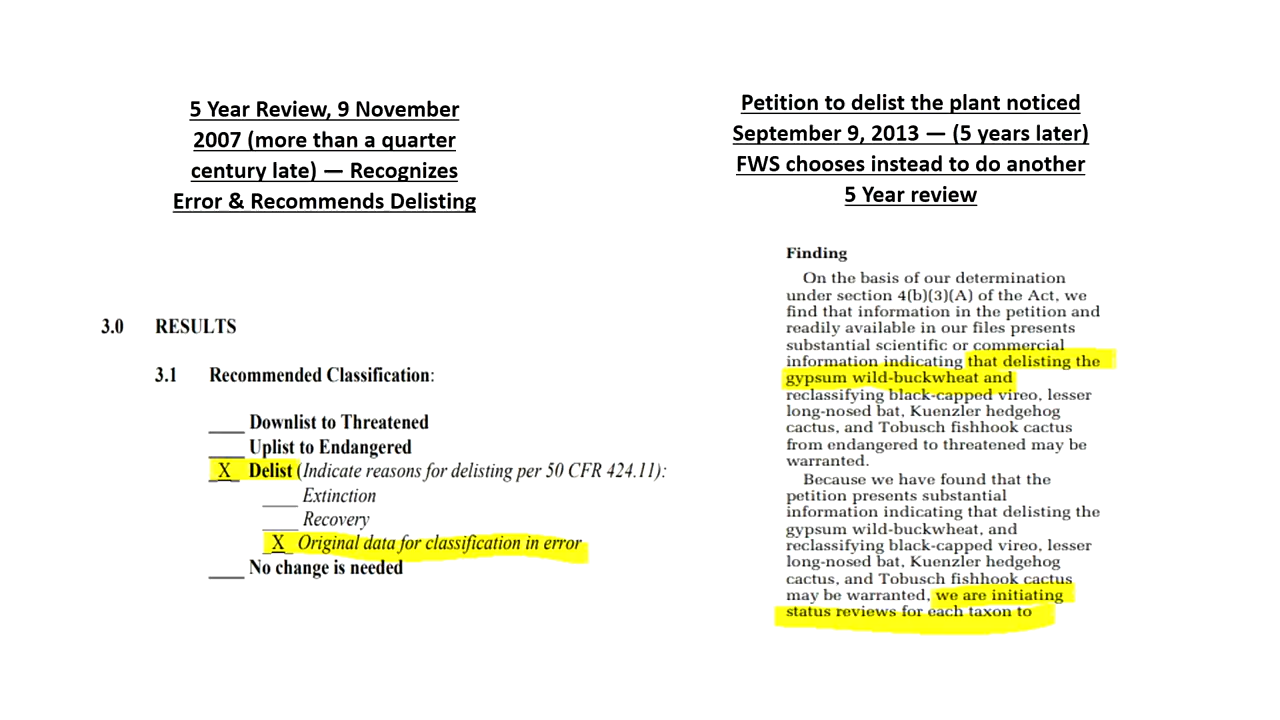 5 Year Review, 9 November
2007 (more than a quarter
century late) — Recognizes
Error & Recommends Delisting
3.0 RESULTS
3.1 Recommended Classification:
____ Downlist to Threatened
____ Uplist to Endangered
_X_ Delist (Indicate reasons for delisting per 50 CFR 424.11):
____ Extinction
____ Recovery
_X_ Original data for classification in error
____ No change is needed
Petition to delist the plant noticed
September 9, 2013 — (5 years later)
FWS chooses instead to do another
5 Year review
Finding
On the basis of our determination
under section 4(b)(3)(A) of the Act, we
find that information in the petition and
readily available in our files presents
substantial scientific or commercial
information indicating that delisting the
gypsum wild-buckwheat and
reclassifying black-capped vireo, lesser
long-nosed bat, Kuenzler hedgehog
cactus, and Tobusch fishhook cactus
from endangered to threatened may be
warranted.
Because we have found that the
petition presents substantial
information indicating that delisting the
gypsum wild-buckwheat, and
reclassifying black-capped vireo, lesser
long-nosed bat, Kuenzler hedgehog
cactus, and Tobusch fishhook cactus
may be warranted, we are initiating
status reviews for each taxon to